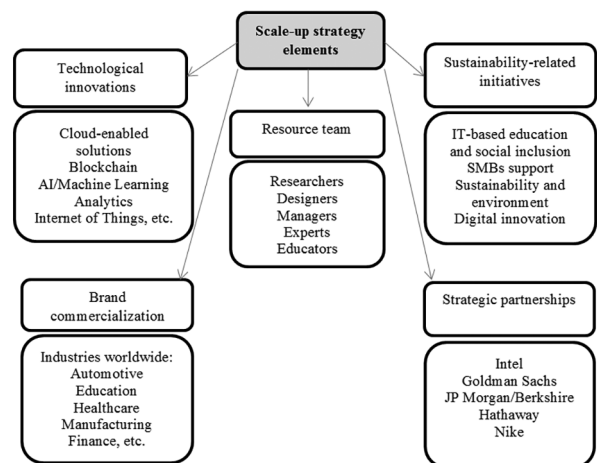 Scale-up strategy
elements
Technological
innovations
Cloud-enabled
solutions
Blockchain
AI/Machine Learning
Analytics
Internet of Things, etc.
Resource team
Researchers
Designers
Managers
Experts
Educators
Sustainability-related
initiatives
IT-based education
and social inclusion
SMBs support
Sustainability and
environment
Digital innovation
Brand
commercialization
Industries worldwide:
Automotive
Education
Healthcare
Manufacturing
Finance, etc.
Strategic partnerships
Intel
Goldman Sachs
JP Morgan/Berkshire
Hathaway
Nike